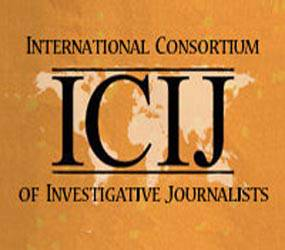 INTERNATIONAL CONSORTIUM
ICIJ
OF INVESTIGATIVE JOURNALISTS